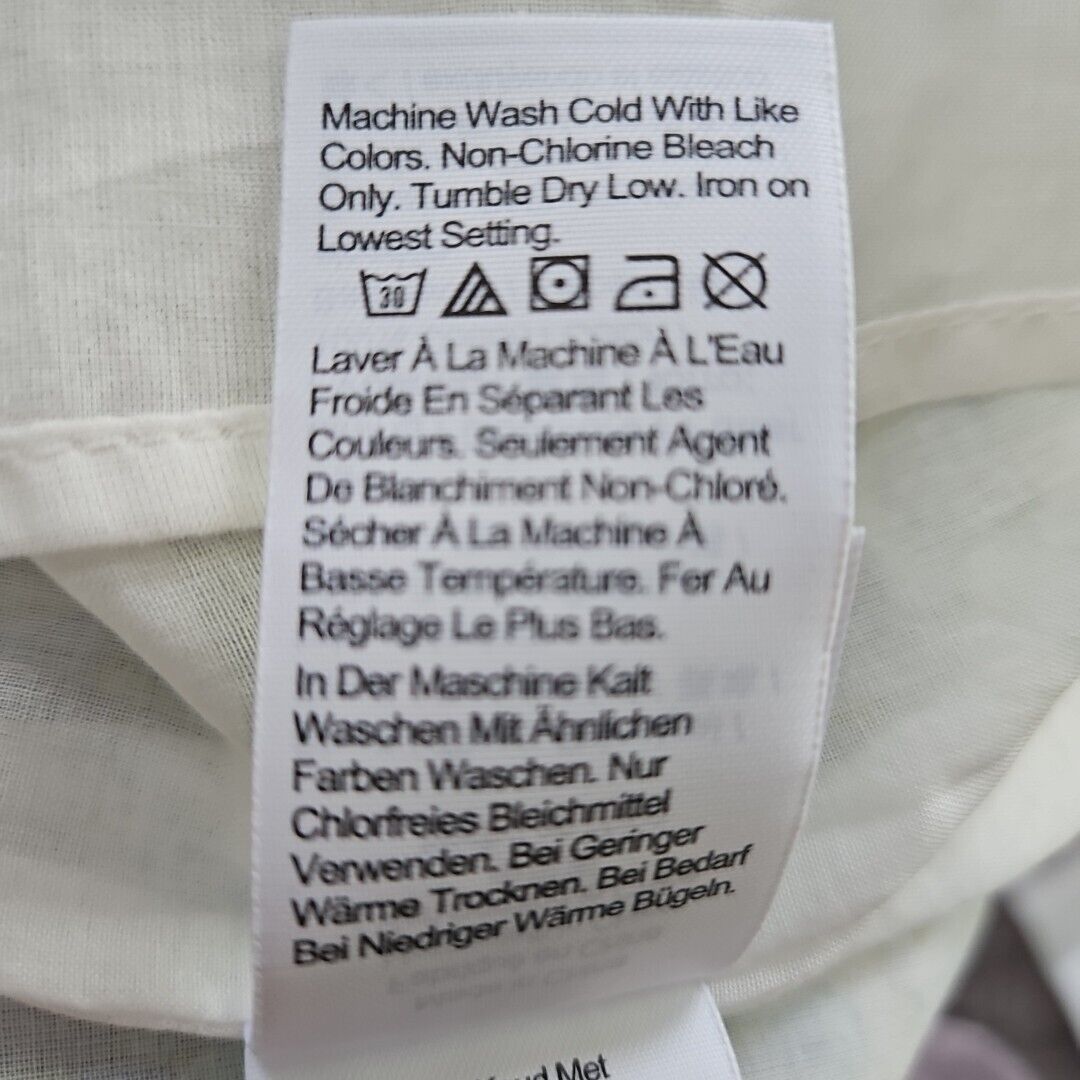 Machine Wash Cold With Like
Colors. Non-Chlorine Bleach
Only. Tumble Dry Low. Iron on
Lowest Setting.
30
Laver À La Machine À L'Eau
Froide En Séparant Les
Couleurs. Seulement Agent
De Blanchiment Non-Chloré.
Sécher À La Machine À
Basse Température. Fer Au
Réglage Le Plus Bas.
In Der Maschine Kalt
Waschen Mit Ähnlichen
Farben Waschen. Nur
Chlorfreies Bleichmittel
Verwenden. Bei Geringer
Wärme Trocknen. Bei Bedarf
Bei Niedriger Wärme Bügeln.
Met